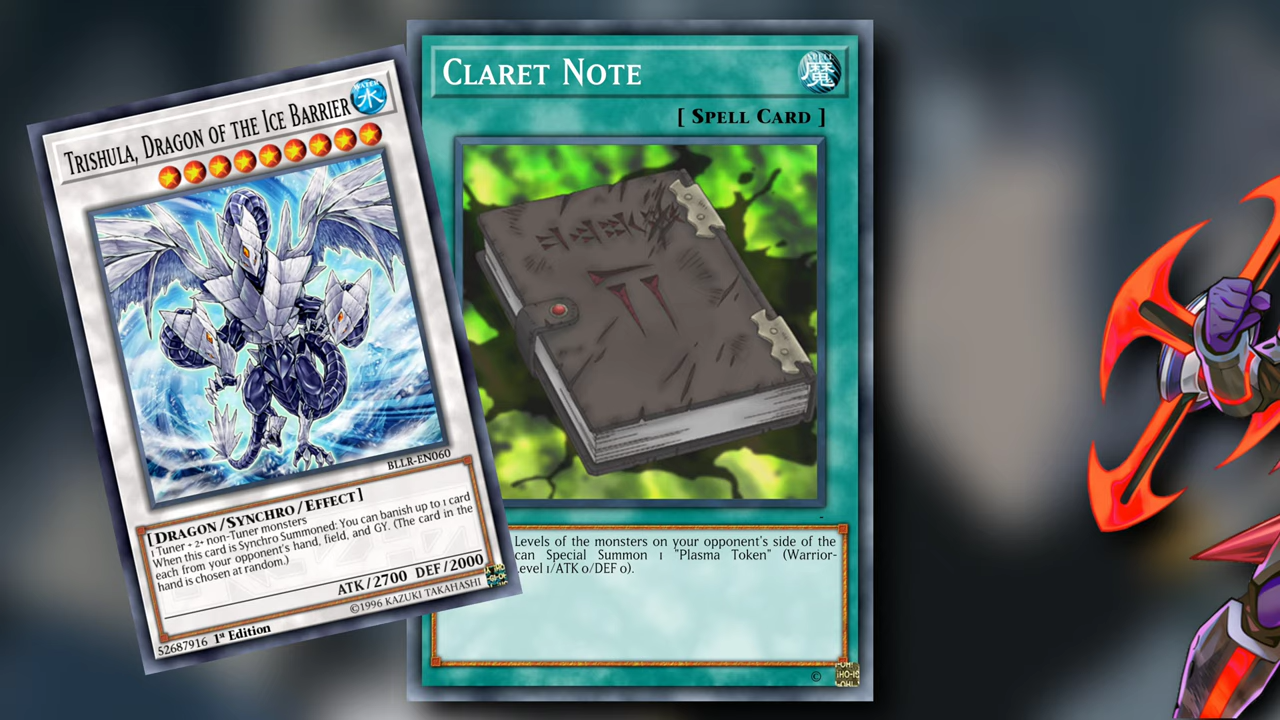 TRISHULA, DRAGON OF THE ICE BARRIER
WATER
水
BLLR-EN060
[DRAGON/SYNCHRO/EFFECT]
1 Tuner + 2+ non-Tuner monsters
When this card is Synchro Summoned: You can banish up to 1 card
each from your opponent's hand, field, and GY. (The card in the
hand is chosen at random.)
ATK/2700 DEF/2000
©1996 KAZUKI TAKAHASHI
52687916 1st Edition
CLARET NOTE
魔
[ SPELL CARD ]
Levels of the monsters on your opponent's side of the
can Special Summon 1 "Plasma Token" (Warrior-
evel 1/ATK 0/DEF 0).
©